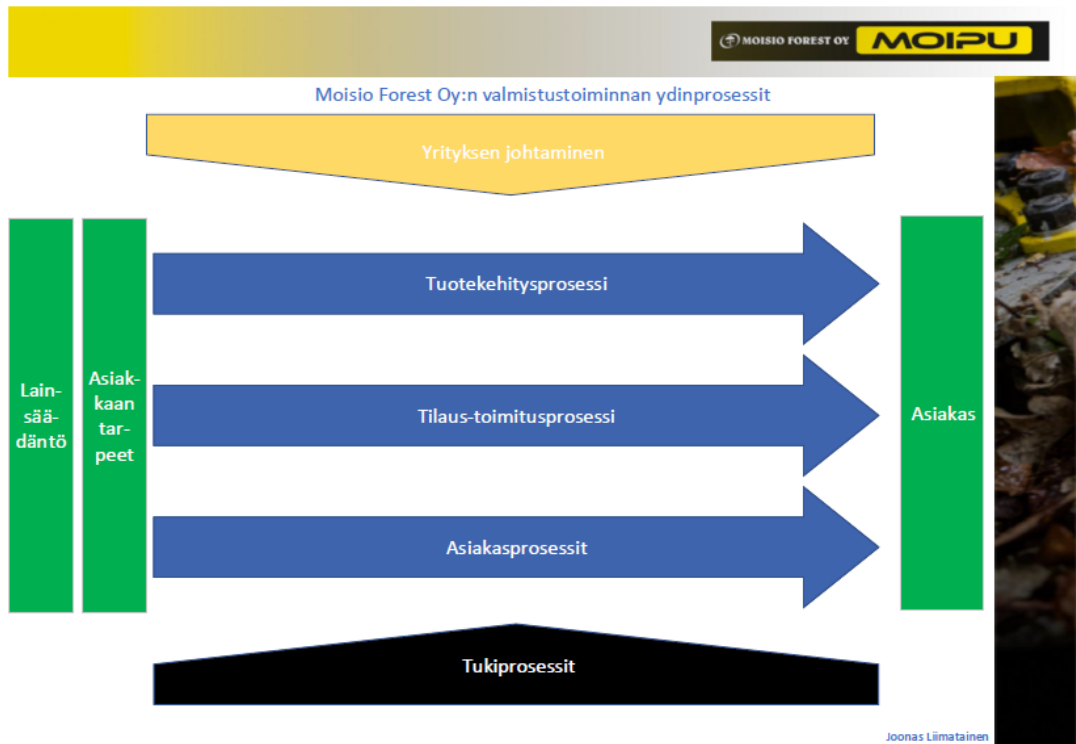 MOISIO FOREST OY MOIPU
Moisio Forest Oy:n valmistustoiminnan ydinprosessit
Yrityksen johtaminen
Lain-
sää-
däntö
Asiak-
kaan
tar-
peet
Tuotekehitysprosessi
Tilaus-toimitusprosessi
Asiakasprosessit
Asiakas
Tukiprosessit
Joonas Liimatainen